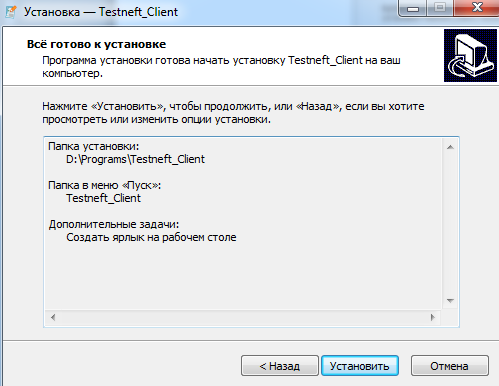 Установка — Testneft_Client
Всё готово к установке
Программа установки готова начать установку Testneft_Client на ваш
компьютер.
Нажмите «Установить», чтобы продолжить, или «Назад», если вы хотите
просмотреть или изменить опции установки.
Папка установки:
D:\Programs\Testneft_Client
Папка в меню «Пуск»:
Testneft_Client
Дополнительные задачи:
Создать ярлык на рабочем столе
< Назад
Установить
Отмена